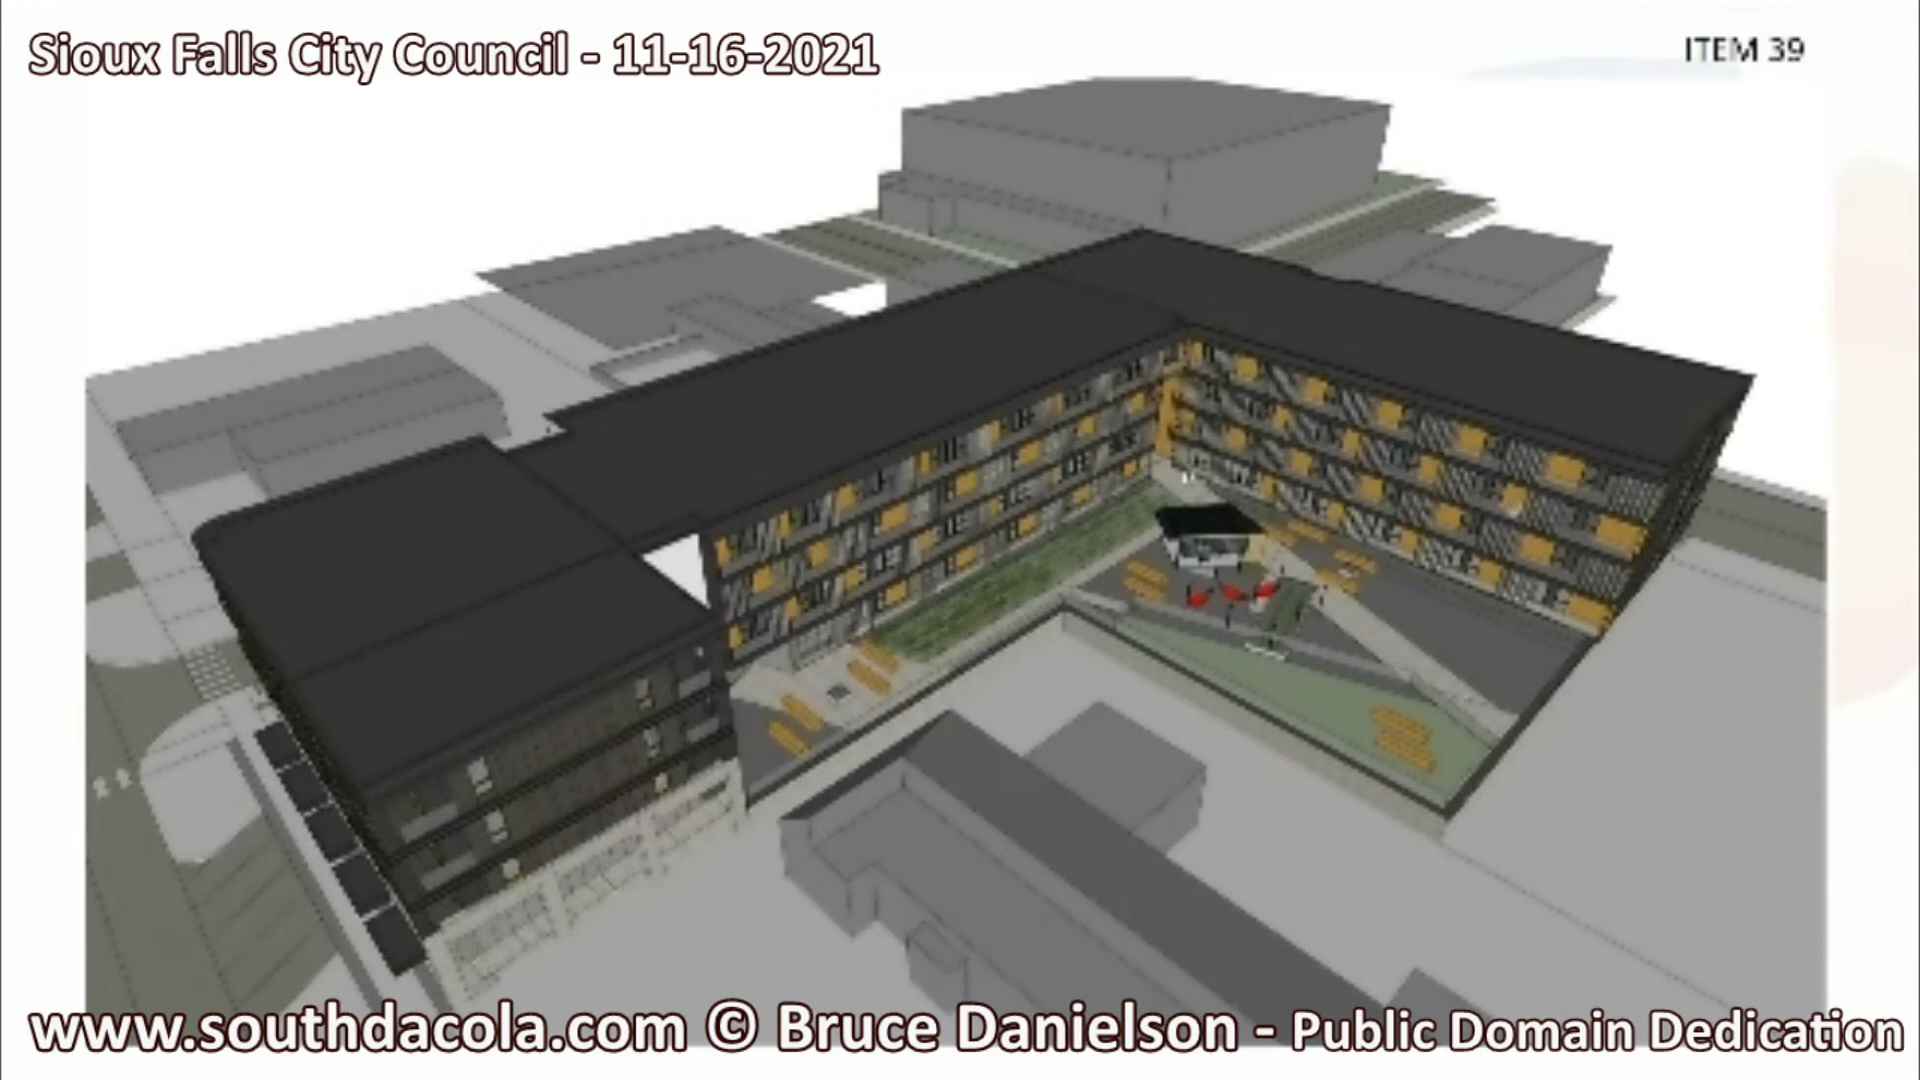 Sioux Falls City Council - 11-16-2021
ITEM 39
www.southdacola.com © Bruce Danielson - Public Domain Dedication